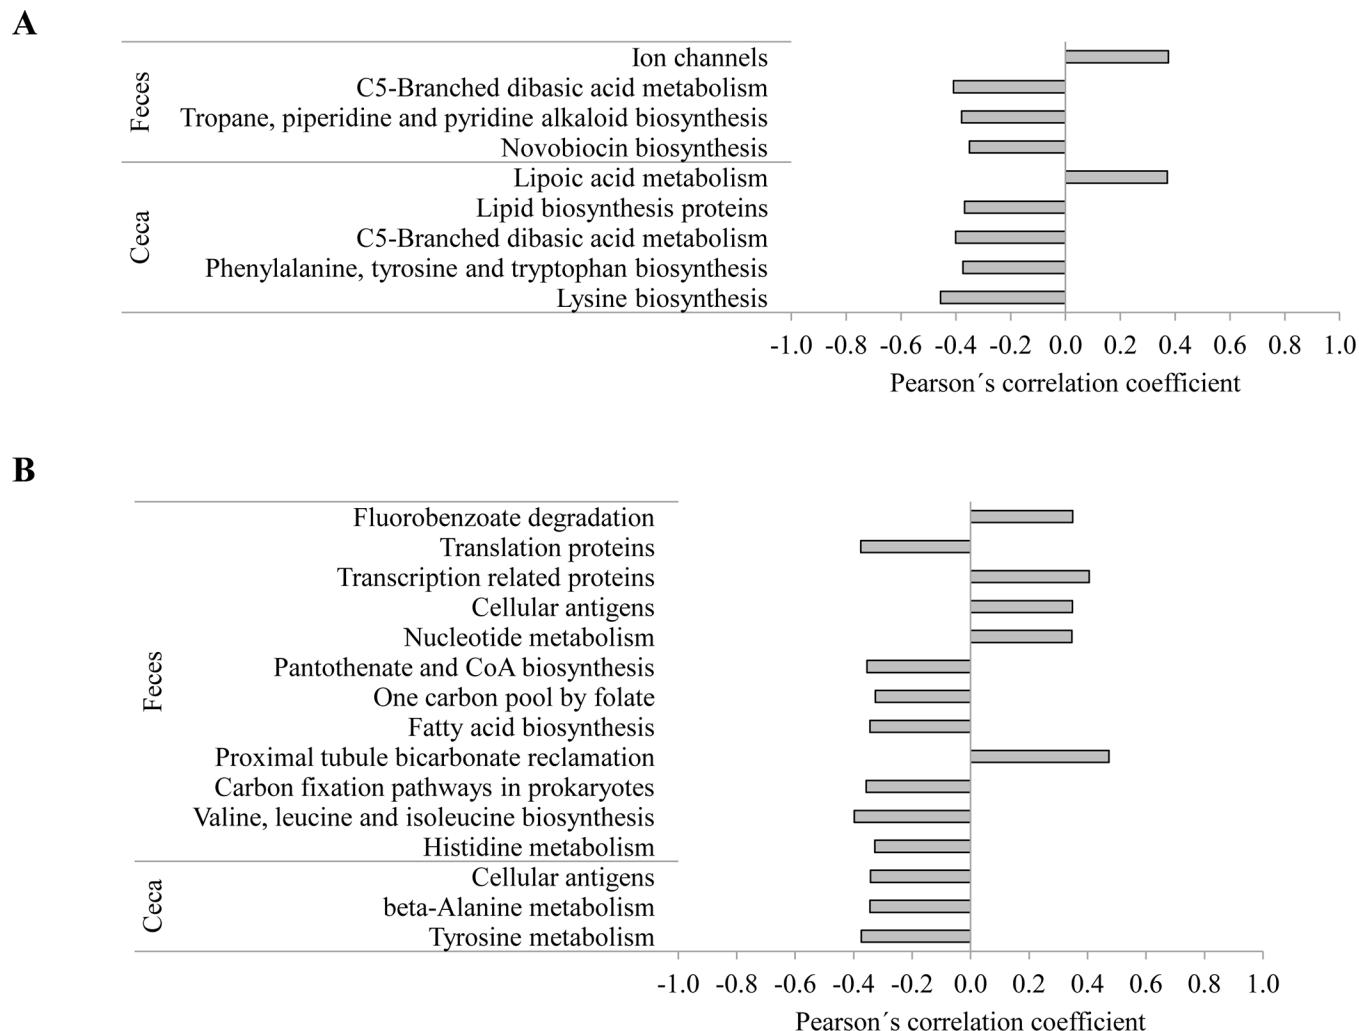 A
Feces
Ion channels
C5-Branched dibasic acid metabolism
Tropane, piperidine and pyridine alkaloid biosynthesis
Novobiocin biosynthesis
Ceca
Lipoic acid metabolism
Lipid biosynthesis proteins
C5-Branched dibasic acid metabolism
Phenylalanine, tyrosine and tryptophan biosynthesis
Lysine biosynthesis
-1.0 -0.8 -0.6 -0.4 -0.2 0.0 0.2 0.4 0.6 0.8 1.0
Pearson´s correlation coefficient
B
Feces
Fluorobenzoate degradation
Translation proteins
Transcription related proteins
Cellular antigens
Nucleotide metabolism
Pantothenate and CoA biosynthesis
One carbon pool by folate
Fatty acid biosynthesis
Proximal tubule bicarbonate reclamation
Carbon fixation pathways in prokaryotes
Valine, leucine and isoleucine biosynthesis
Histidine metabolism
Ceca
Cellular antigens
beta-Alanine metabolism
Tyrosine metabolism
-1.0 -0.8 -0.6 -0.4 -0.2 0.0 0.2 0.4 0.6 0.8 1.0
Pearson´s correlation coefficient